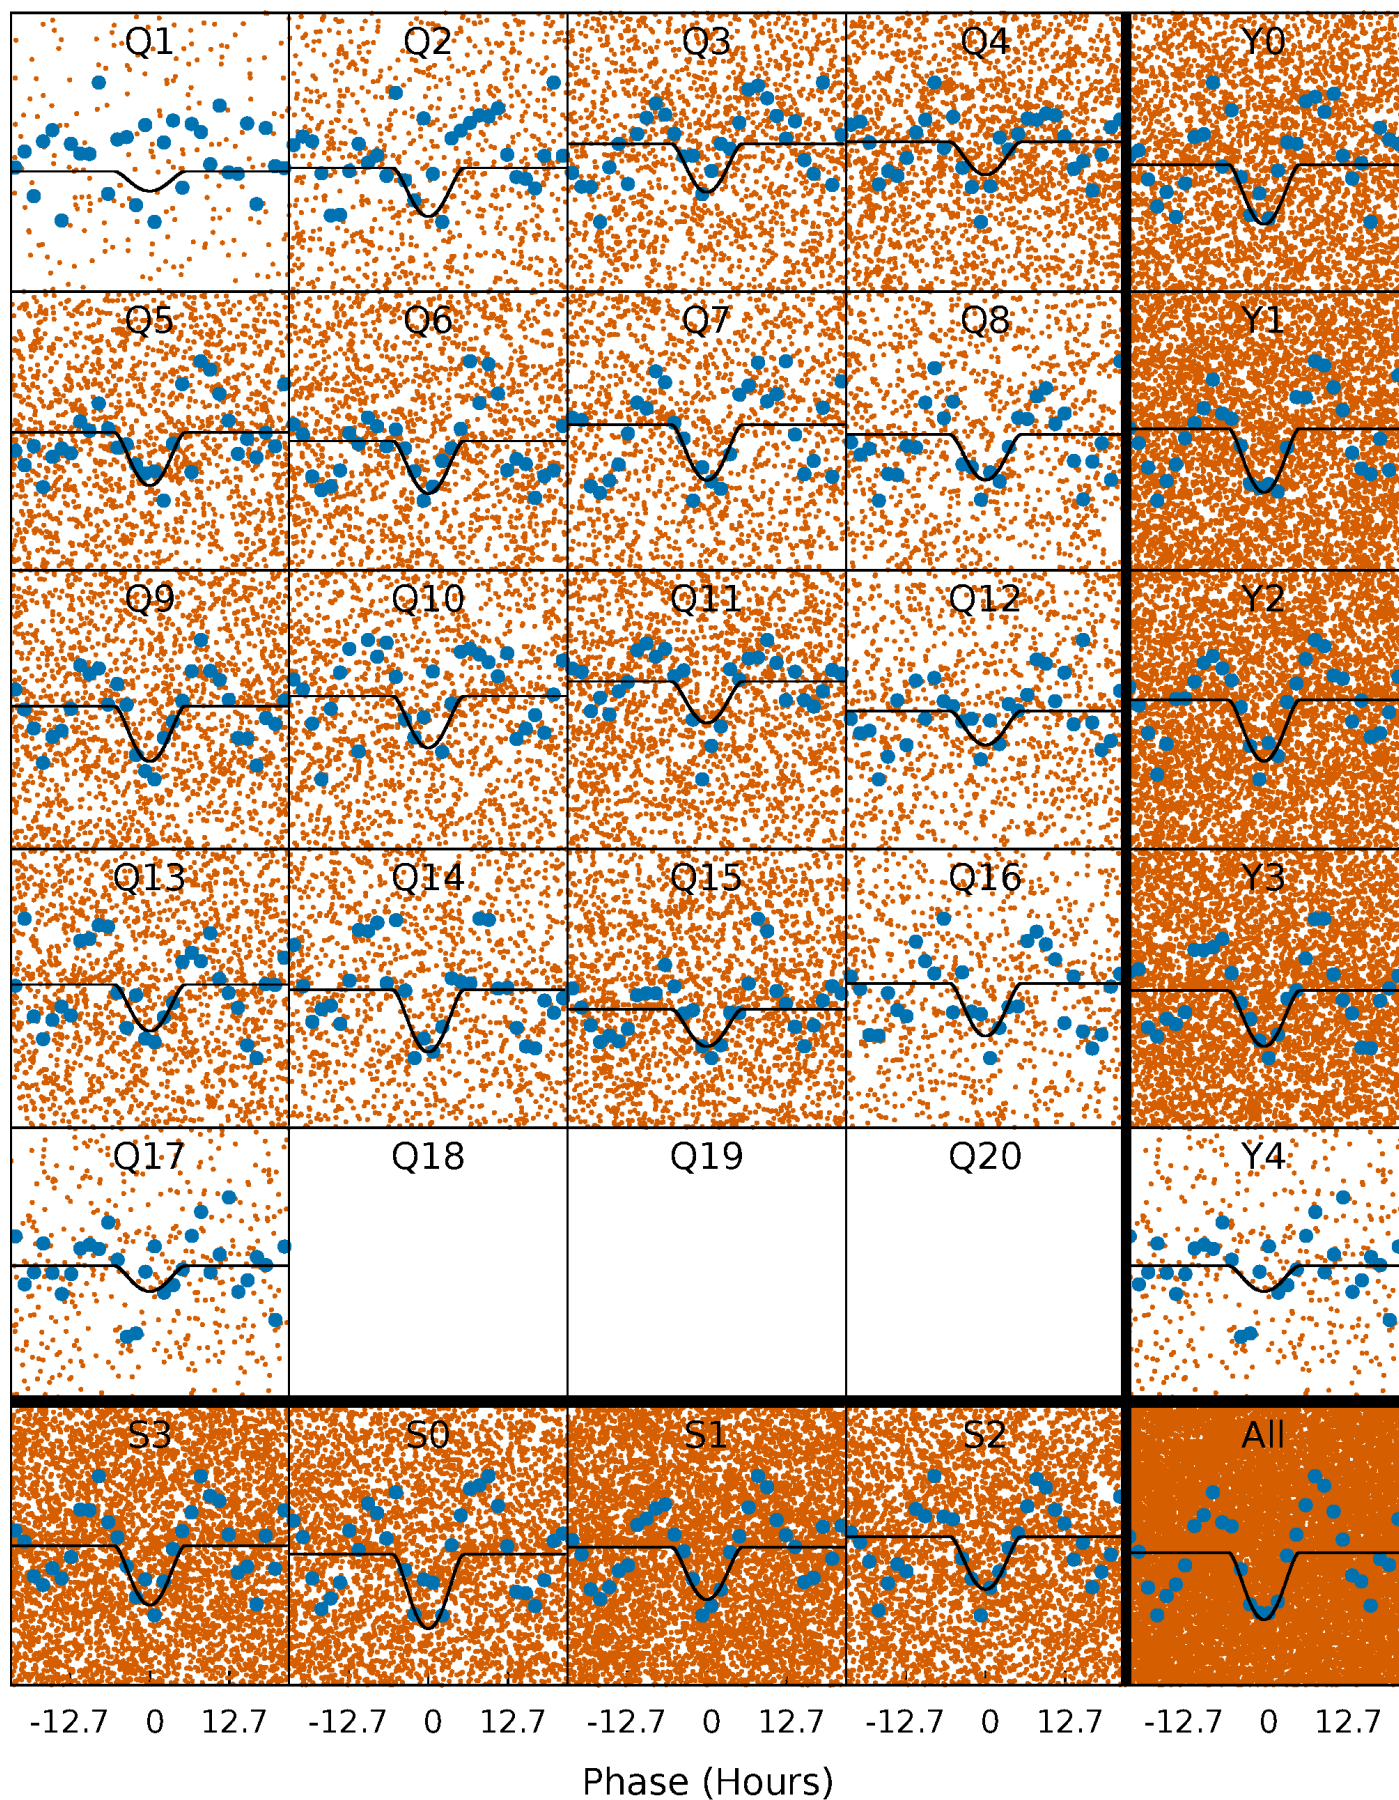 Q1 Q2 Q3 Q4 Y0
Q5 Q6 Q7 Q8 Y1
Q9 Q10 Q11 Q12 Y2
Q13 Q14 Q15 Q16 Y3
Q17 Q18 Q19 Q20 Y4
S3 S0 S1 S2 All
-12.7 0 12.7 -12.7 0 12.7 -12.7 0 12.7 -12.7 0 12.7 -12.7 0 12.7
Phase (Hours)